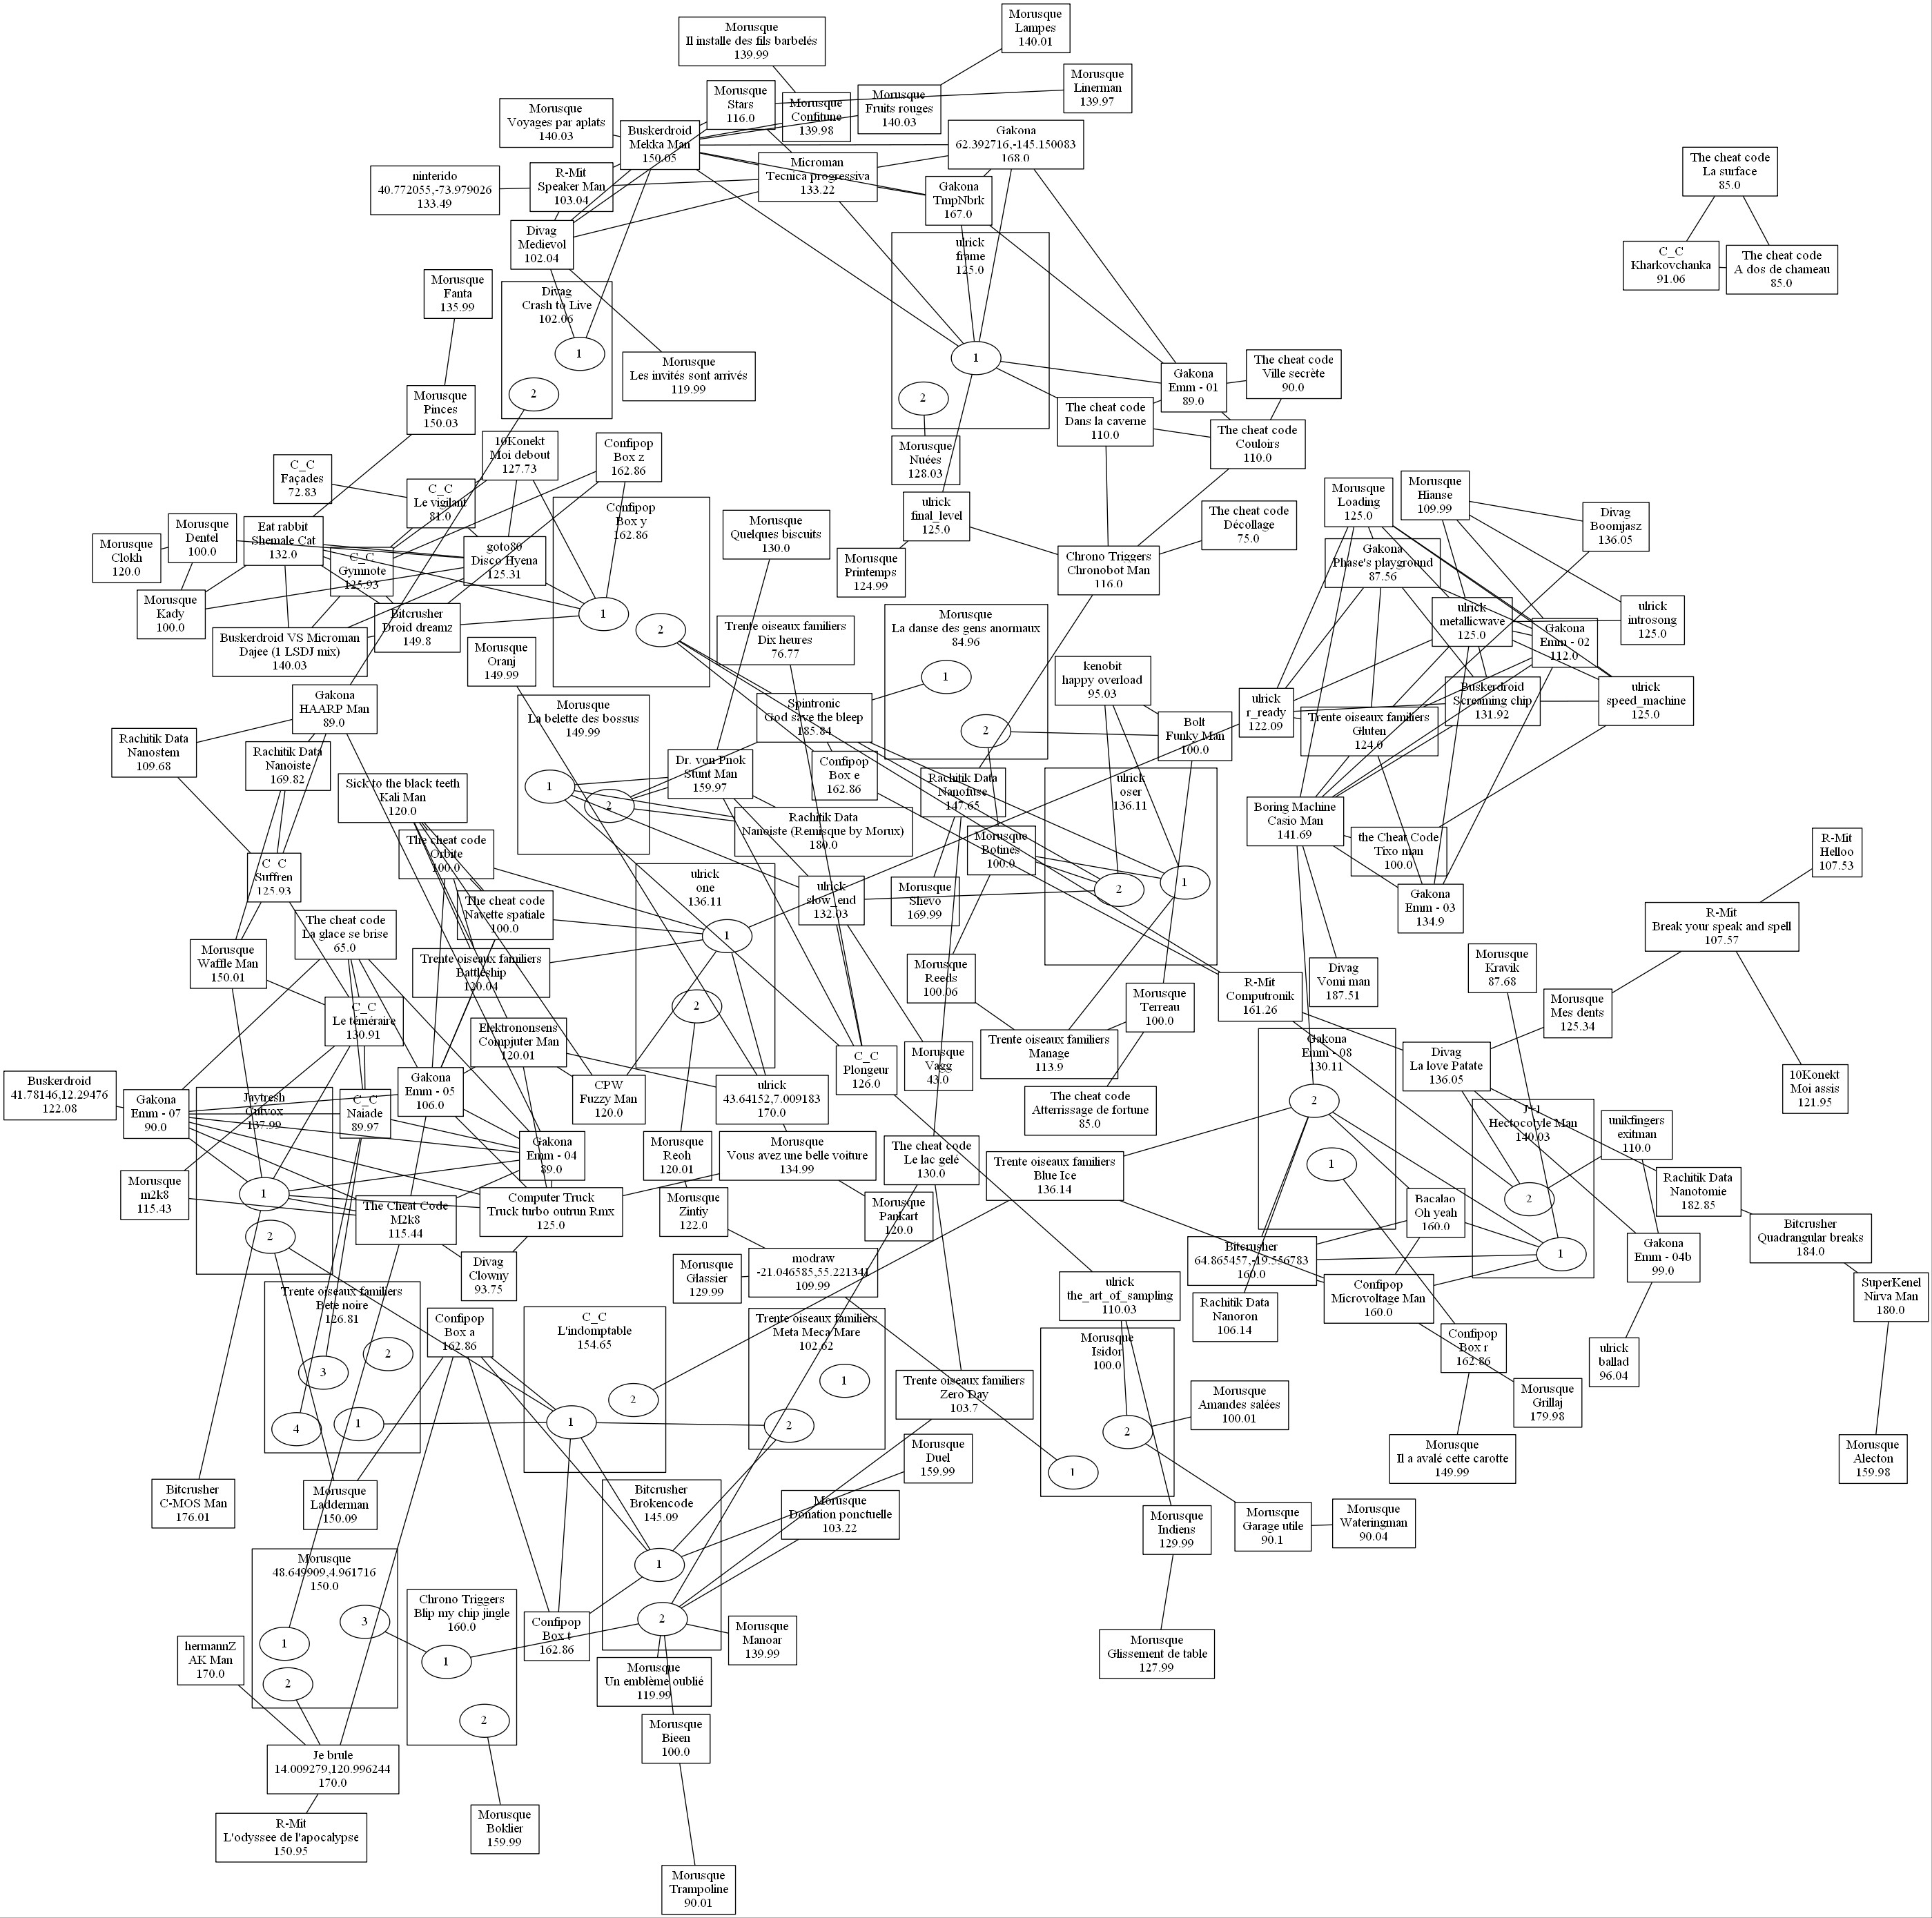 Morusque
Lampes
140.01
Morusque
Il installe des fils barbelés
139.99
Morusque
Linerman
139.97
Morusque
Stars
116.0
Morusque
Confitune
139.98
Morusque
Fruits rouges
140.03
Morusque
Voyages par aplats
140.03
Buskerdroid
Mekka Man
150.05
Gakona
62.392716,-145.150083
168.0
The cheat code
La surface
85.0
Microman
Tecnica progressiva
133.22
R-Mit
Speaker Man
103.04
ninterido
40.772055,-73.979026
133.49
Gakona
TmpNbrk
167.0
Divag
Medievol
102.04
ulrick
frame
125.0
1
2
C_C
Kharkovchanka
91.06
The cheat code
A dos de chameau
85.0
Morusque
Fanta
135.99
Divag
Crash to Live
102.06
1
2
Morusque
Les invités sont arrivés
119.99
Gakona
Emm - 01
89.0
The cheat code
Ville secrète
90.0
Morusque
Pinces
150.03
The cheat code
Dans la caverne
110.0
The cheat code
Couloirs
110.0
10Konekt
Moi debout
127.73
Confipop
Box z
162.86
Morusque
Nuées
128.03
C_C
Façades
72.83
C_C
Le vigilant
81.0
Morusque
Loading
125.0
Morusque
Hianse
109.99
Confipop
Box y
162.86
1
2
ulrick
final_level
125.0
The cheat code
Décollage
75.0
Divag
Boomjasz
136.05
Morusque
Dentel
100.0
Eat rabbit
Shemale Cat
132.0
Morusque
Quelques biscuits
130.0
Morusque
Clokh
120.0
goto80
Disco Hyena
125.31
C_C
Gymnote
125.93
Morusque
Printemps
124.99
Chrono Triggers
Chronobot Man
116.0
Gakona
Phase's playground
87.56
Morusque
Kady
100.0
Bitcrusher
Droid dreamz
149.8
ulrick
metallicwave
125.0
ulrick
introsong
125.0
Buskerdroid VS Microman
Dajee (1 LSDJ mix)
140.03
Trente oiseaux familiers
Dix heures
76.77
Morusque
La danse des gens anormaux
84.96
1
2
Gakona
Emm - 02
112.0
Morusque
Oranj
149.99
kenobit
happy overload
95.03
Gakona
HAARP Man
89.0
Morusque
La belette des bossus
149.99
1
2
Spintronic
God save the bleep
185.84
Bolt
Funky Man
100.0
ulrick
r_ready
122.09
Buskerdroid
Screaming chip
131.92
ulrick
speed_machine
125.0
Trente oiseaux familiers
Gluten
124.0
Rachitik Data
Nanostem
109.68
Rachitik Data
Nanoiste
169.82
Dr. von Pnok
Stunt Man
159.97
Confipop
Box e
162.86
Rachitik Data
Nanofuse
147.65
ulrick
oser
136.11
1
2
Sick to the black teeth
Kali Man
120.0
Rachitik Data
Nanoiste (Remisque by Morux)
180.0
Boring Machine
Casio Man
141.69
The cheat code
Orbite
100.0
Morusque
Botines
100.0
the Cheat Code
Tixo man
100.0
R-Mit
Helloo
107.53
C_C
Suffren
125.93
ulrick
one
136.11
1
2
ulrick
slow_end
132.03
Morusque
Shevo
169.99
Gakona
Emm - 03
134.9
The cheat code
Navette spatiale
100.0
The cheat code
La glace se brise
65.0
R-Mit
Break your speak and spell
107.57
Morusque
Waffle Man
150.01
Trente oiseaux familiers
Battleship
120.04
Morusque
Reeds
100.06
Divag
Vomi man
187.51
Morusque
Kravik
87.68
R-Mit
Computronik
161.26
Morusque
Terreau
100.0
Morusque
Mes dents
125.34
C_C
Le téméraire
130.91
Elektrononsens
Compjuter Man
120.01
Trente oiseaux familiers
Manage
113.9
Gakona
Emm - 08
130.11
2
1
Divag
La love Patate
136.05
C_C
Plongeur
126.0
Morusque
Vagg
43.0
10Konekt
Moi assis
121.95
Buskerdroid
41.78146,12.29476
122.08
Gakona
Emm - 07
90.0
Jaytresh
Cutvox
137.99
1
2
C_C
Naiade
89.97
Gakona
Emm - 05
106.0
CPW
Fuzzy Man
120.0
ulrick
43.64152,7.009183
170.0
The cheat code
Atterrissage de fortune
85.0
J+1
Hectocotyle Man
140.03
2
1
unikfingers
exitman
110.0
Gakona
Emm - 04
89.0
Morusque
Reoh
120.01
Morusque
Vous avez une belle voiture
134.99
The cheat code
Le lac gelé
130.0
Trente oiseaux familiers
Blue Ice
136.14
Morusque
m2k8
115.43
Rachitik Data
Nanotomie
182.85
The Cheat Code
M2k8
115.44
Computer Truck
Truck turbo outrun Rmx
125.0
Morusque
Zintiy
122.0
Morusque
Pankart
120.0
Bacalao
Oh yeah
160.0
Bitcrusher
Quadrangular breaks
184.0
Bitcrusher
64.865457,-19.556783
160.0
Gakona
Emm - 04b
99.0
Divag
Clowny
93.75
Morusque
Glassier
129.99
modraw
-21.046585,55.221341
109.99
ulrick
the_art_of_sampling
110.03
Confipop
Microvoltage Man
160.0
SuperKenel
Nirva Man
180.0
Trente oiseaux familiers
Bete noire
126.81
2
3
1
4
Confipop
Box a
162.86
C_C
L'indomptable
154.65
2
1
Trente oiseaux familiers
Meta Meca Mare
102.62
1
2
Rachitik Data
Nanoron
106.14
Morusque
Isidor
100.0
2
1
Confipop
Box r
162.86
ulrick
ballad
96.04
Trente oiseaux familiers
Zero Day
103.7
Morusque
Amandes salées
100.01
Morusque
Grillaj
179.98
Morusque
Duel
159.99
Morusque
Il a avalé cette carotte
149.99
Morusque
Alecton
159.98
Bitcrusher
C-MOS Man
176.01
Morusque
Ladderman
150.09
Bitcrusher
Brokencode
145.09
1
2
Morusque
Donation ponctuelle
103.22
Morusque
Indiens
129.99
Morusque
Garage utile
90.1
Morusque
Wateringman
90.04
Morusque
48.649909,4.961716
150.0
3
1
2
Chrono Triggers
Blip my chip jingle
160.0
1
2
Confipop
Box t
162.86
Morusque
Manoar
139.99
hermannZ
AK Man
170.0
Morusque
Glissement de table
127.99
Morusque
Un emblème oublié
119.99
Morusque
Bieen
100.0
Je brule
14.009279,120.996244
170.0
Morusque
Boklier
159.99
R-Mit
L'odyssee de l'apocalypse
150.95
Morusque
Trampoline
90.01